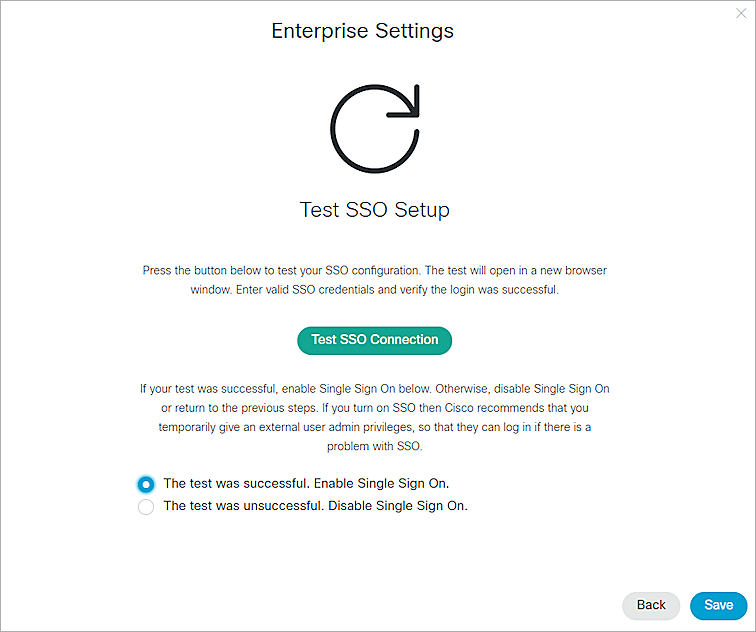 Enterprise Settings
Test SSO Setup
Press the button below to test your SSO configuration. The test will open in a new browser
window. Enter valid SSO credentials and verify the login was successful.
Test SSO Connection
If your test was successful, enable Single Sign On below. Otherwise, disable Single Sign On
or return to the previous steps. If you turn on SSO then Cisco recommends that you
temporarily give an external user admin privileges, so that they can log in if there is a
problem with SSO.
The test was successful. Enable Single Sign On.
The test was unsuccessful. Disable Single Sign On.
Back
Save